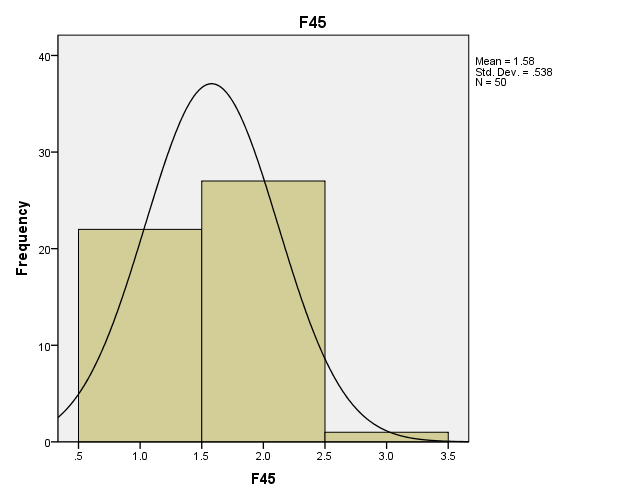 F45
Mean = 1.58
Std. Dev. = .538
N = 50
40
30
20
10
0
Frequency
.5 1.0 1.5 2.0 2.5 3.0 3.5
F45